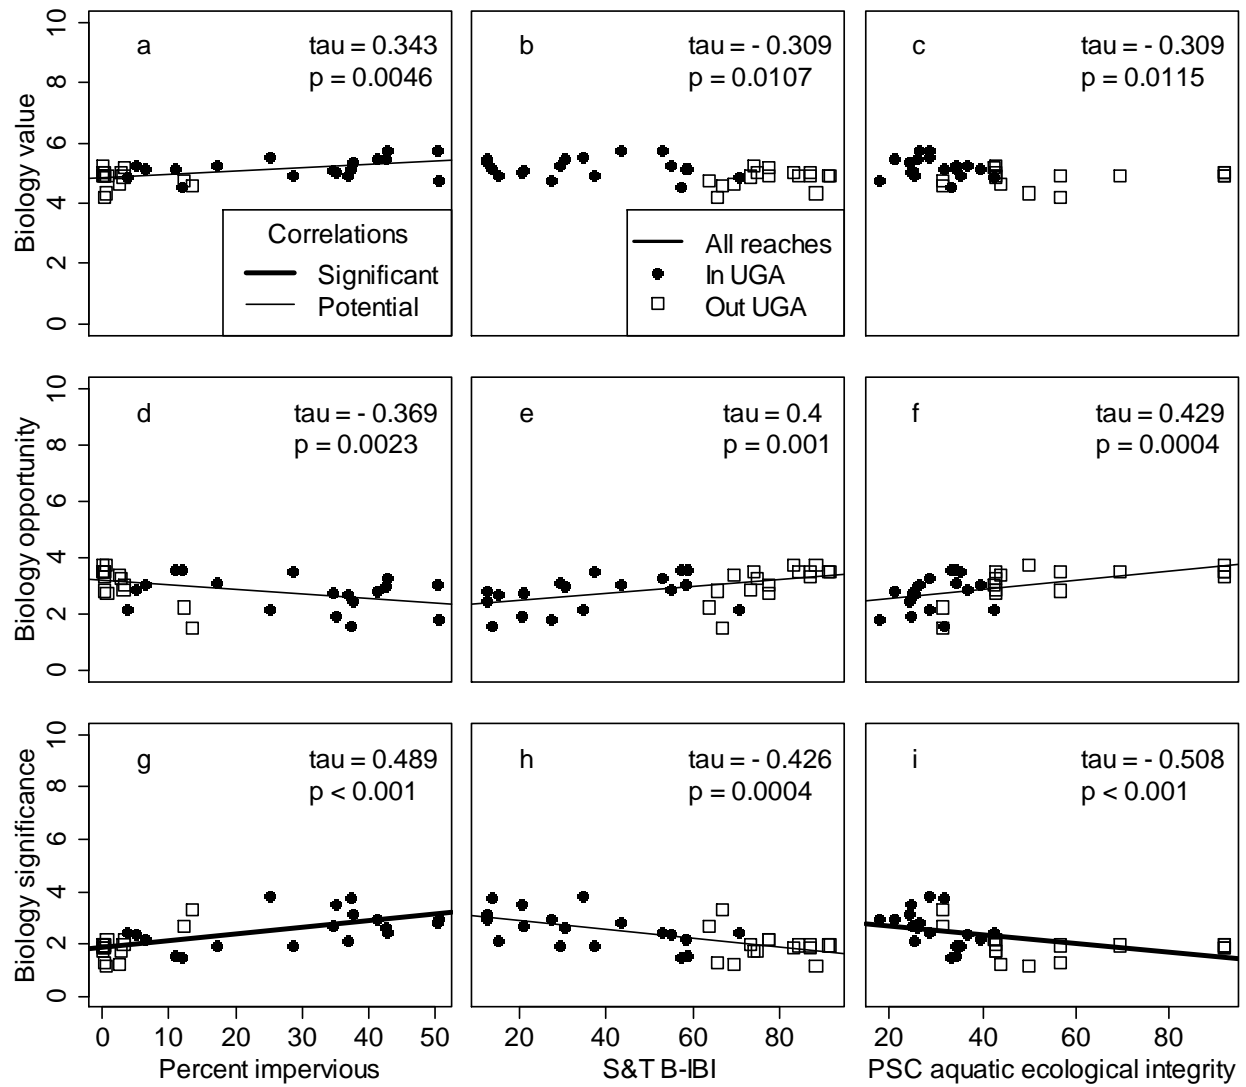 a
tau = 0.343
p = 0.0046
b
tau = - 0.309
p = 0.0107
c
tau = - 0.309
p = 0.0115
Biology value
0 2 4 6 8 10
Correlations
Significant
Potential
All reaches
In UGA
Out UGA
d
tau = - 0.369
p = 0.0023
e
tau = 0.4
p = 0.001
f
tau = 0.429
p = 0.0004
Biology opportunity
0 2 4 6 8 10
g
tau = 0.489
p < 0.001
h
tau = - 0.426
p = 0.0004
i
tau = - 0.508
p < 0.001
Biology significance
0 2 4 6 8 10
0 10 20 30 40 50
Percent impervious
20 40 60 80
S&T B-IBI
20 40 60 80
PSC aquatic ecological integrity